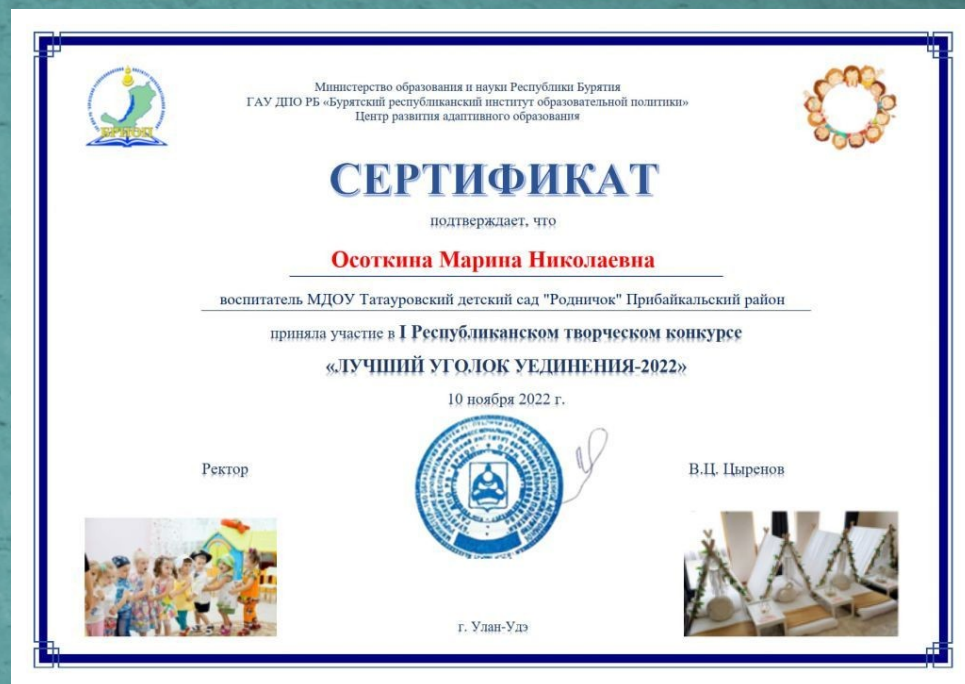 Министерство образования и науки Республики Бурятия
ГАУ ДПО РБ «Бурятский республиканский институт образовательной политики»
Центр развития адаптивного образования
БРИОП
СЕРТИФИКАТ
подтверждает, что
Осоткина Марина Николаевна
воспитатель МДОУ Татауровский детский сад "Родничок" Прибайкальский район
приняла участие в I Республиканском творческом конкурсе
«ЛУЧШИЙ УГОЛОК УЕДИНЕНИЯ-2022»
10 ноября 2022 г.
Ректор
В.Ц. Цыренов
г. Улан-Удэ